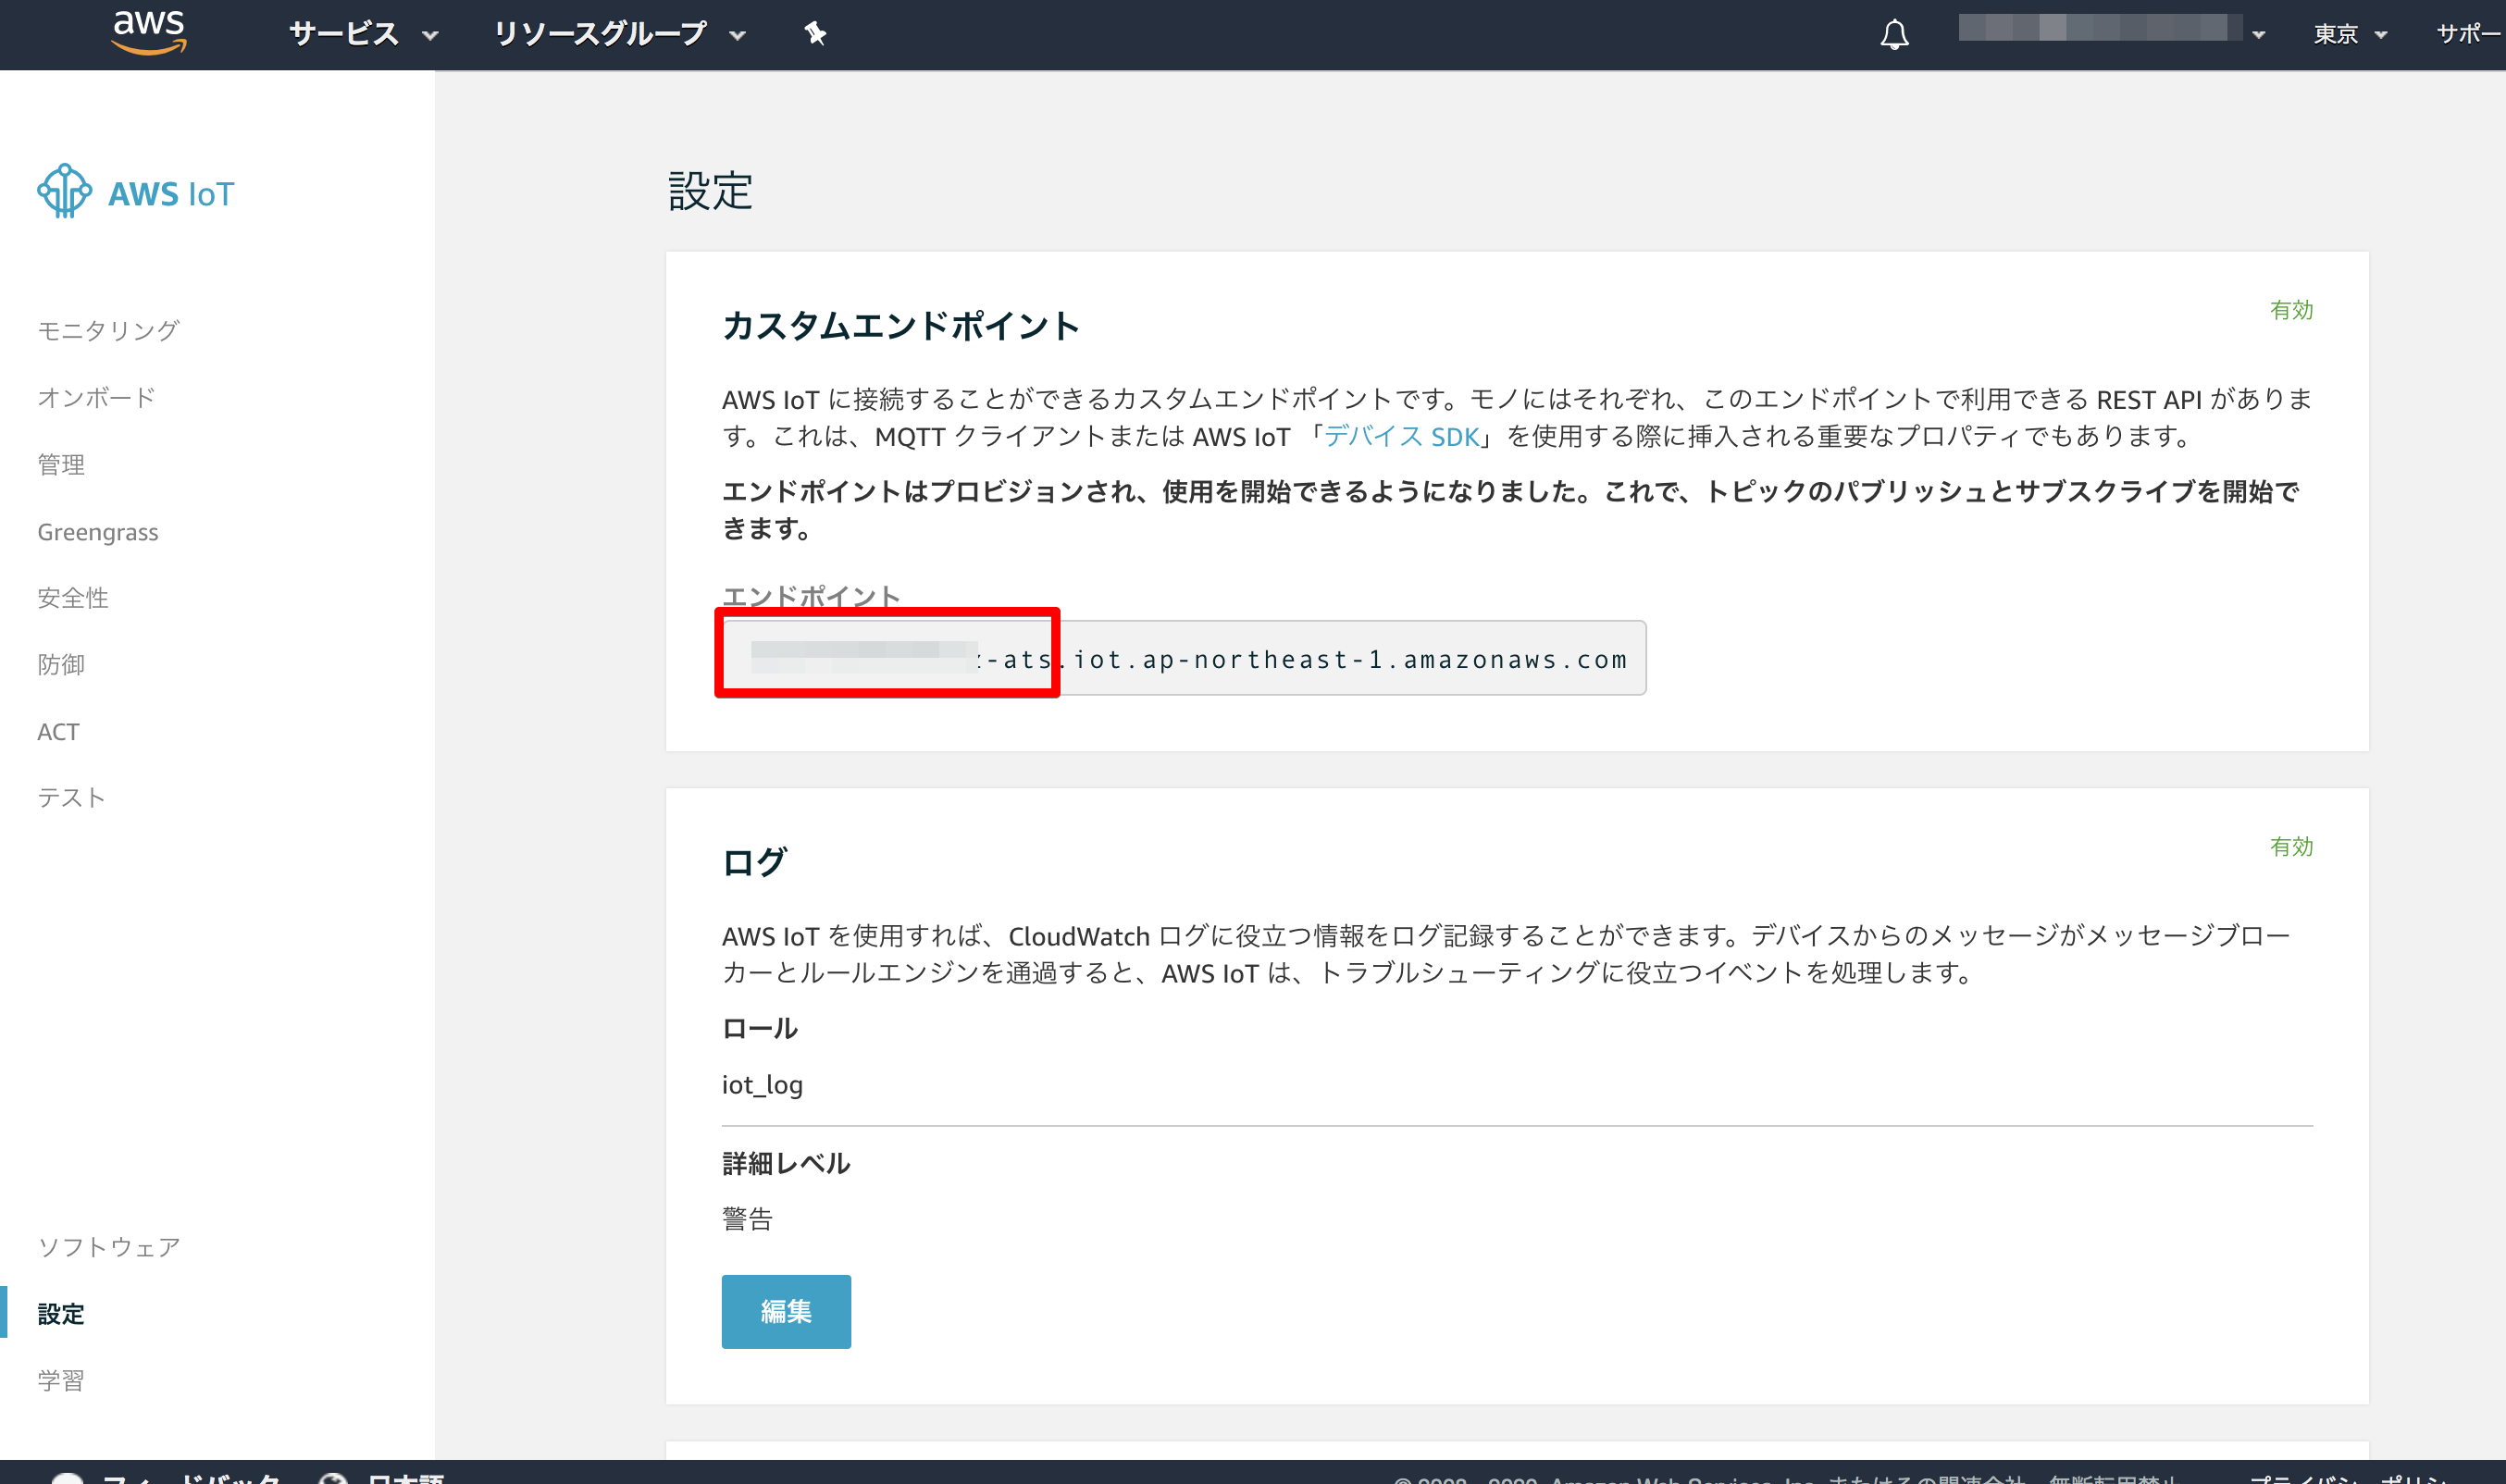 aws サービス リソースグループ 東京 サポー
AWS IoT
モニタリング
オンボード
管理
Greengrass
安全性
防御
ACT
テスト
ソフトウェア
設定
学習
設定
カスタムエンドポイント
有効
AWS IoT に接続することができるカスタムエンドポイントです。モノにはそれぞれ、このエンドポイントで利用できる REST API がありま
す。これは、MQTT クライアントまたは AWS IoT 「デバイス SDK」を使用する際に挿入される重要なプロパティでもあります。
エンドポイントはプロビジョンされ、使用を開始できるようになりました。これで、トピックのパブリッシュとサブスクライブを開始で
きます。
エンドポイント
-ats.iot.ap-northeast-1.amazonaws.com
ログ
有効
AWS IoT を使用すれば、CloudWatch ログに役立つ情報をログ記録することができます。デバイスからのメッセージがメッセージブロー
カーとルールエンジンを通過すると、AWS IoT は、トラブルシューティングに役立つイベントを処理します。
ロール
iot_log
詳細レベル
警告
編集
フィードバック 日本語